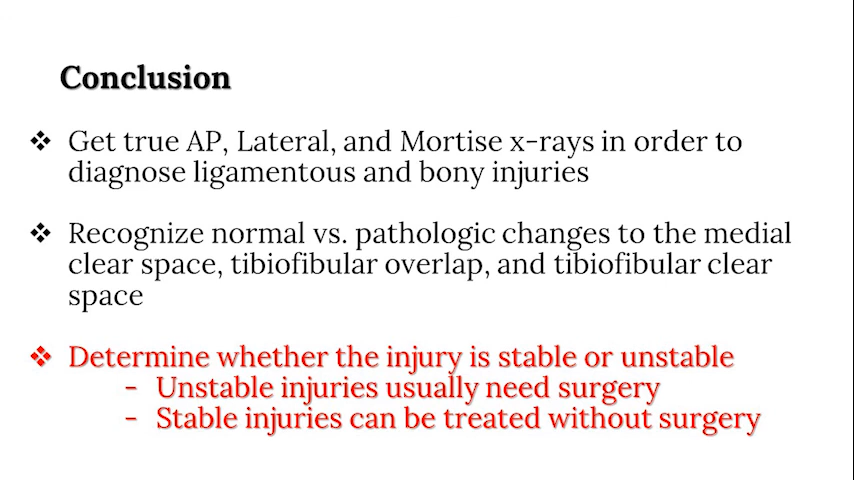 Conclusion
❖ Get true AP, Lateral, and Mortise x-rays in order to
diagnose ligamentous and bony injuries
❖ Recognize normal vs. pathologic changes to the medial
clear space, tibiofibular overlap, and tibiofibular clear
space
❖ Determine whether the injury is stable or unstable
- Unstable injuries usually need surgery
- Stable injuries can be treated without surgery